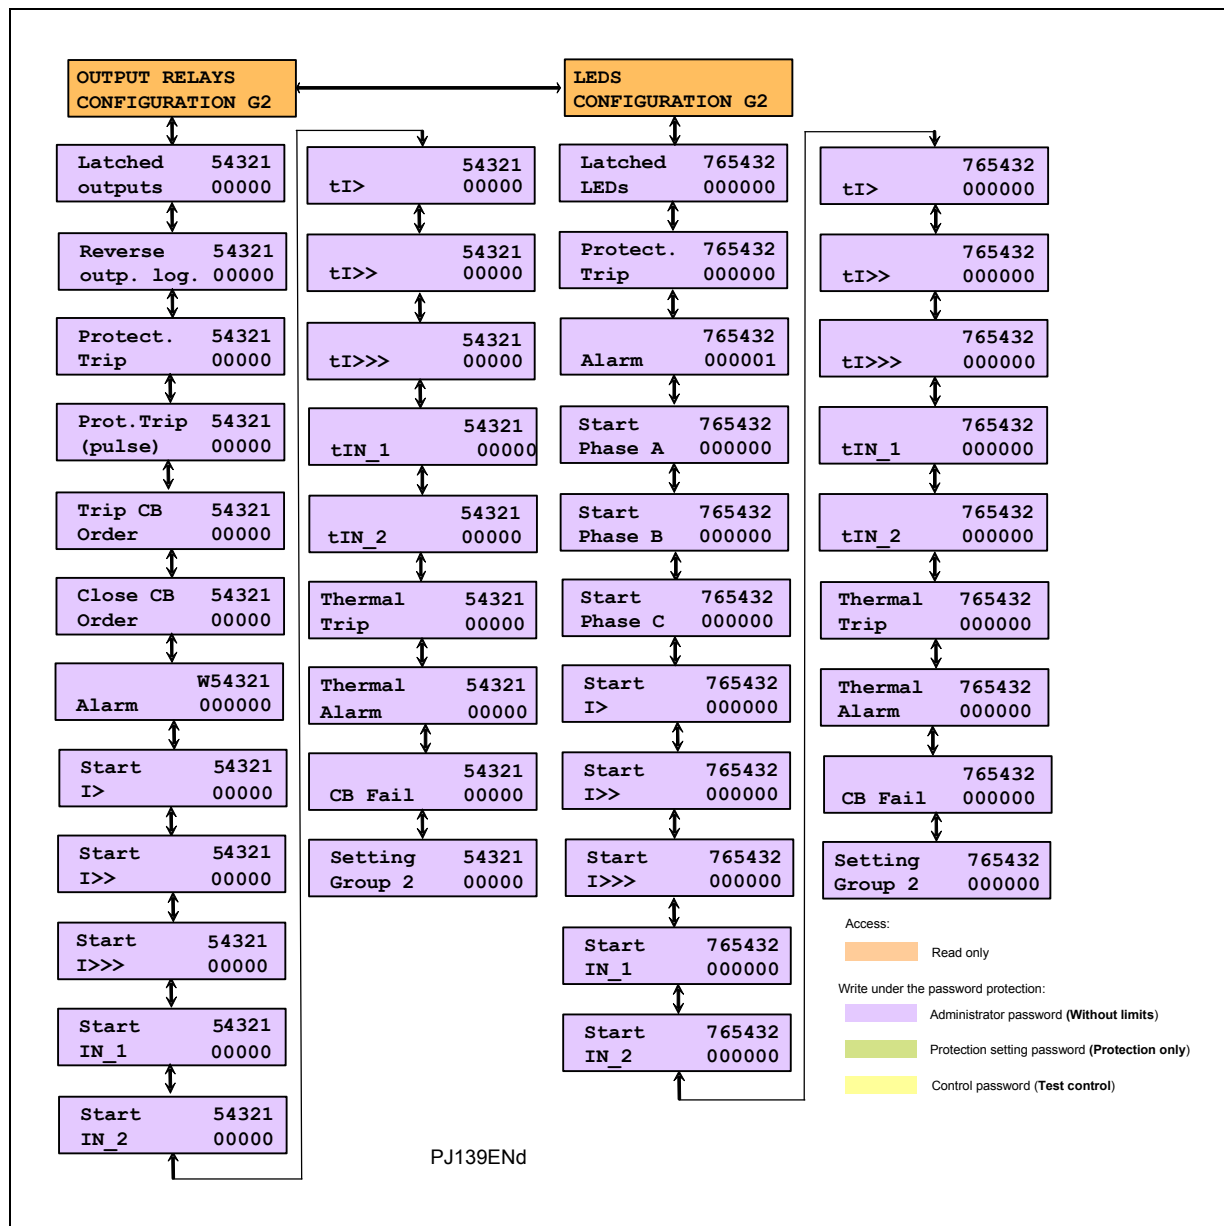 OUTPUT RELAYS
CONFIGURATION G2
Latched 54321
outputs 00000
Reverse 54321
outp. log. 00000
Protect. 54321
Trip 00000
Prot.Trip 54321
(pulse) 00000
Trip CB 54321
Order 00000
Close CB 54321
Order 00000
W54321
Alarm 000000
Start 54321
I> 00000
Start 54321
I>> 00000
Start 54321
I>>> 00000
Start 54321
IN_1 00000
Start 54321
IN_2 00000
54321
tI> 00000
54321
tI>> 00000
54321
tI>>> 00000
54321
tIN_1 00000
54321
tIN_2 00000
Thermal 54321
Trip 00000
Thermal 54321
Alarm 00000
54321
CB Fail 00000
Setting 54321
Group 2 00000
LEDS
CONFIGURATION G2
Latched 765432
LEDs 000000
Protect. 765432
Trip 000000
765432
Alarm 000001
Start 765432
Phase A 000000
Start 765432
Phase B 000000
Start 765432
Phase C 000000
Start 765432
I> 000000
Start 765432
I>> 000000
Start 765432
I>>> 000000
Start 765432
IN_1 000000
Start 765432
IN_2 000000
765432
tI> 000000
765432
tI>> 000000
765432
tI>>> 000000
765432
tIN_1 000000
765432
tIN_2 000000
Thermal 765432
Trip 000000
Thermal 765432
Alarm 000000
765432
CB Fail 000000
Setting 765432
Group 2 000000
Access:
Read only
Write under the password protection:
Administrator password (Without limits)
Protection setting password (Protection only)
Control password (Test control)
PJ139ENd